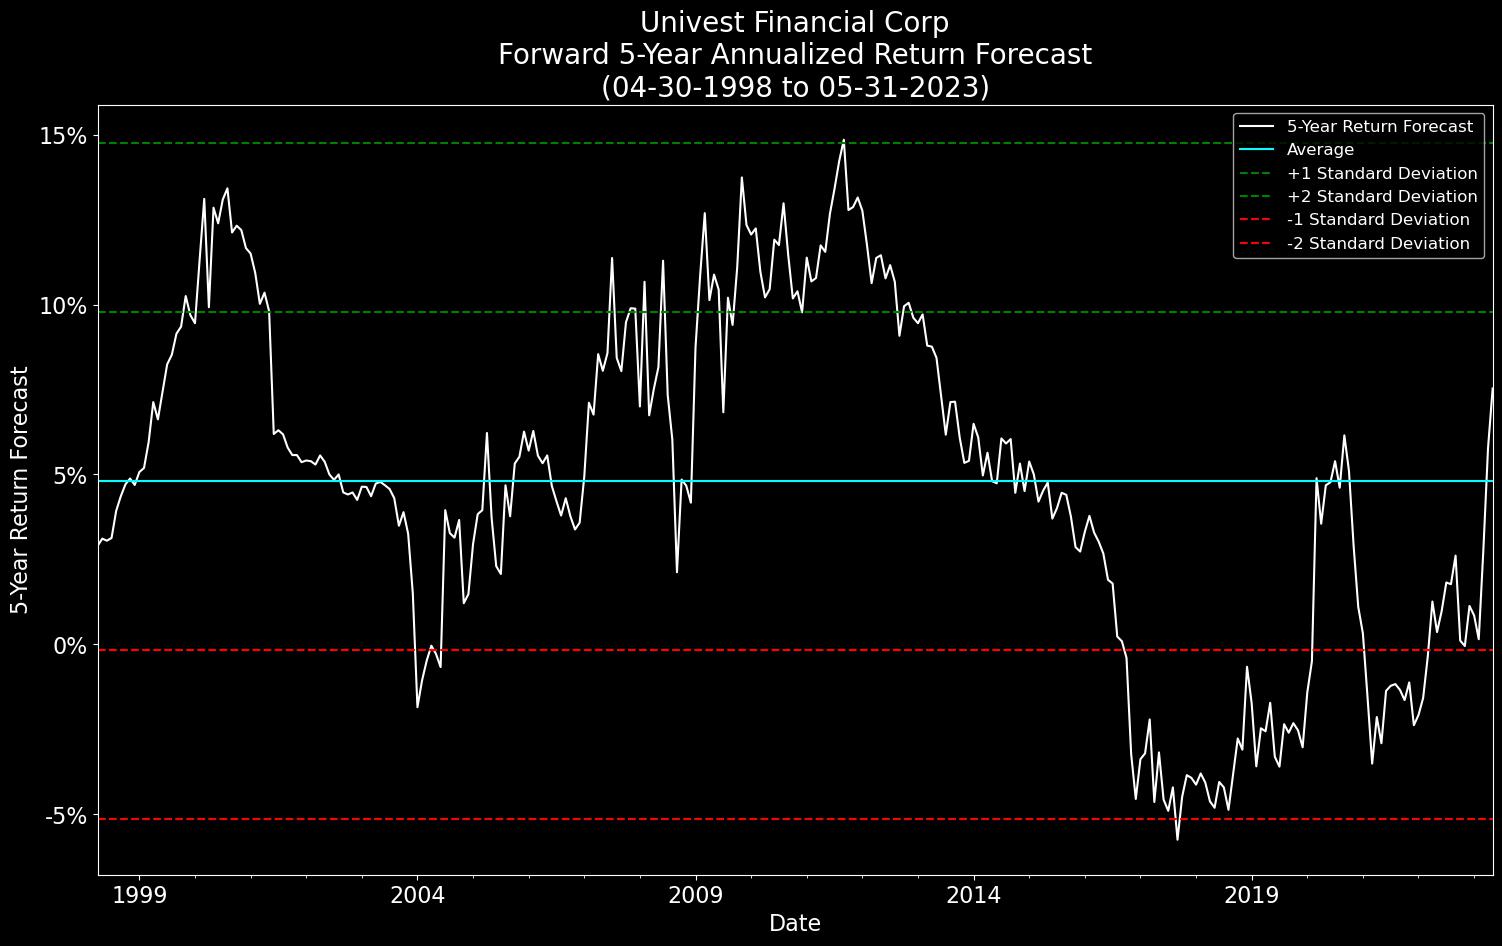 Univest Financial Corp
Forward 5-Year Annualized Return Forecast
(04-30-1998 to 05-31-2023)
5-Year Return Forecast
Average
+1 Standard Deviation
+2 Standard Deviation
-1 Standard Deviation
-2 Standard Deviation
15%
10%
5%
0%
-5%
5-Year Return Forecast
1999 2004 2009 2014 2019
Date